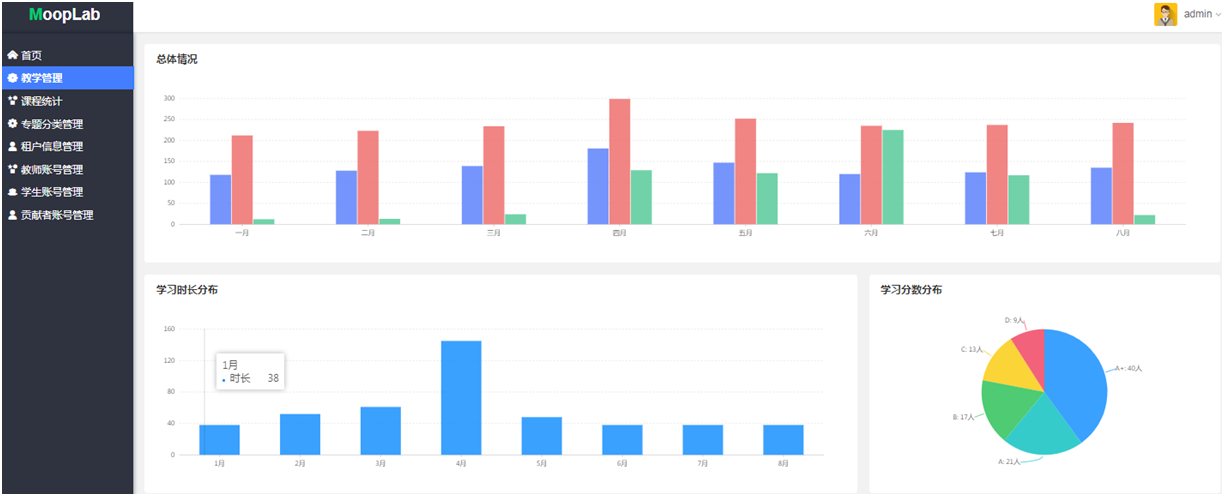 MoopLab
admin
首页
教学管理
课程统计
专题分类管理
租户信息管理
教师账号管理
学生账号管理
贡献者账号管理
总体情况
300
250
200
150
100
50
0
一月 二月 三月 四月 五月 六月 七月 八月
学习时长分布
160
120
80
40
0
1月
时长 38
1月 2月 3月 4月 5月 6月 7月 8月
学习分数分布
D: 9人
C: 13人
A+: 40人
B: 17人
A: 21人